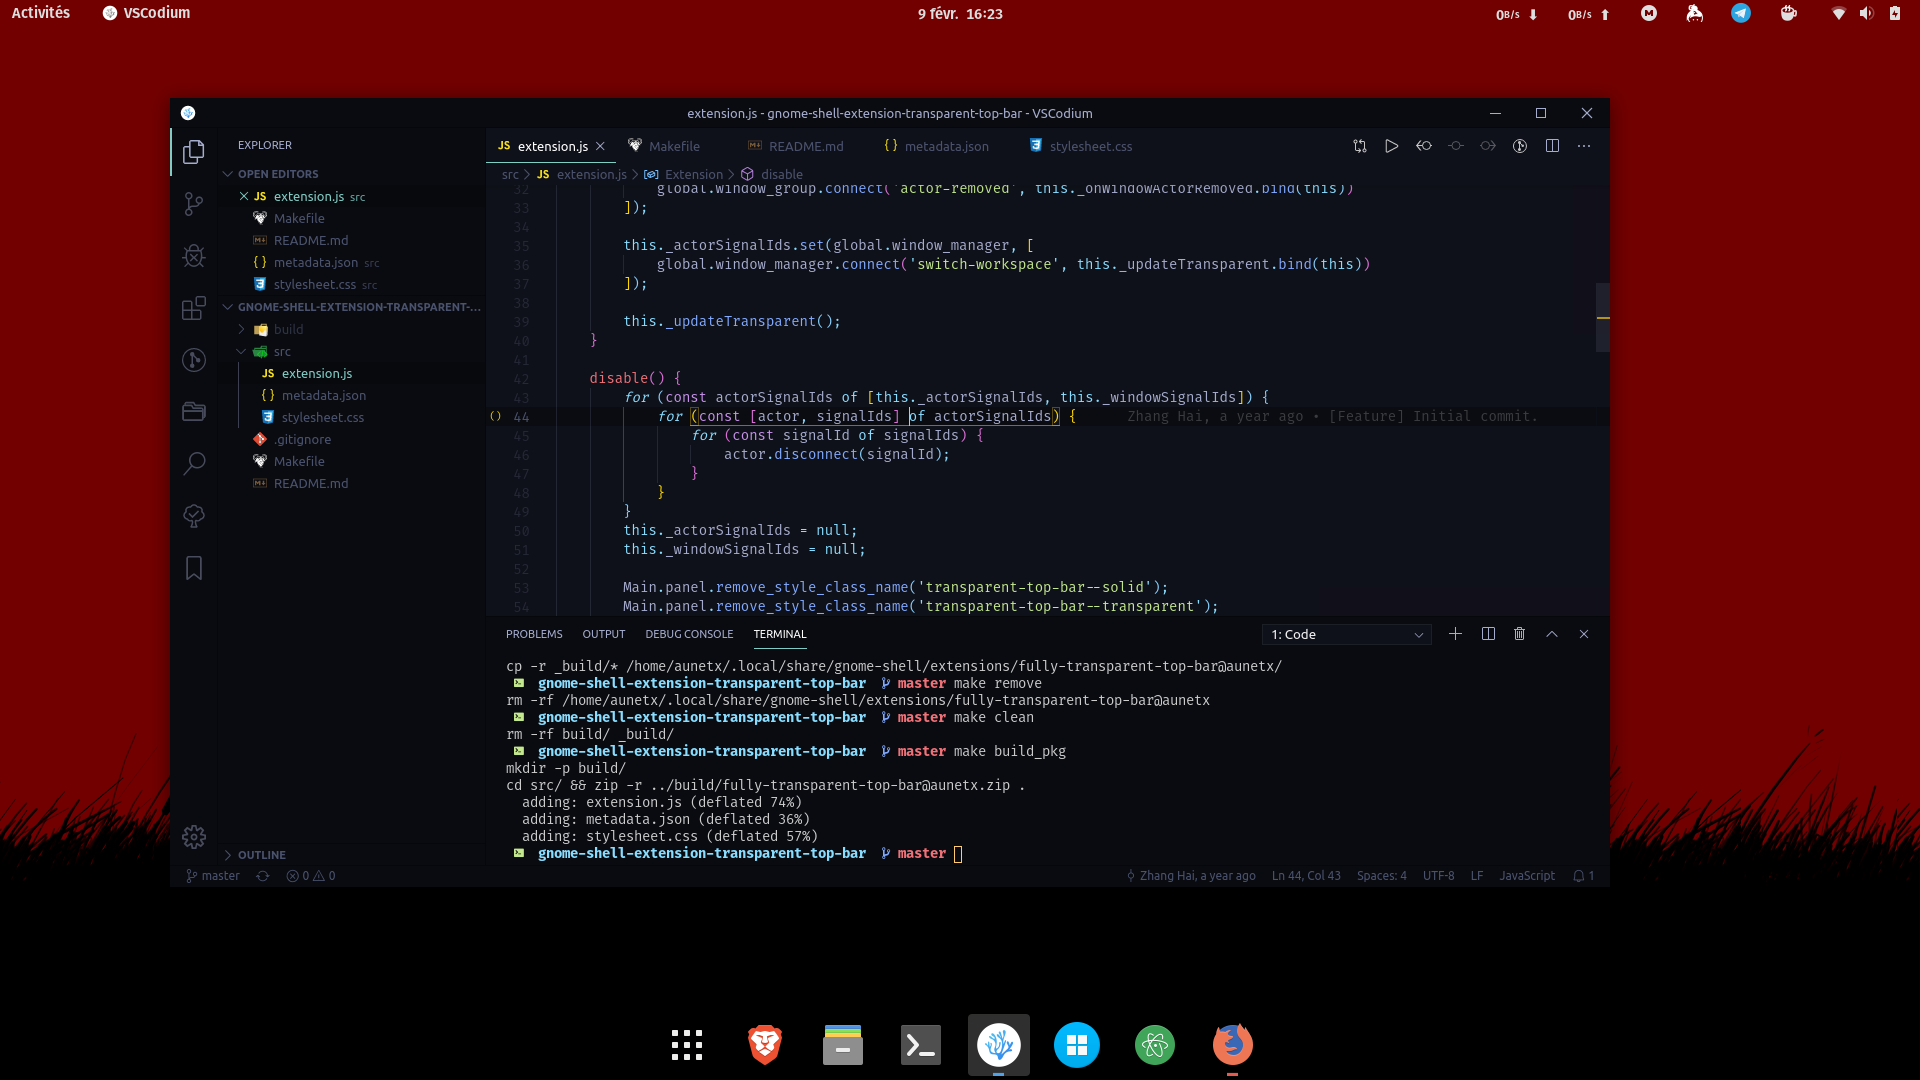 Activités VSCodium 9 févr. 16:23 0B/s 0B/s
extension.js - gnome-shell-extension-transparent-top-bar - VSCodium
EXPLORER
OPEN EDITORS
JS extension.js src
Makefile
README.md
{} metadata.json src
stylesheet.css src
GNOME-SHELL-EXTENSION-TRANSPARENT-...
build
src
JS extension.js
{} metadata.json
stylesheet.css
.gitignore
Makefile
README.md
OUTLINE
JS extension.js Makefile README.md {} metadata.json stylesheet.css ...
src > JS extension.js > Extension > disable
32 global.window_group.connect('actor-removed', this._onWindowActorRemoved.bind(this))
33 ]);
34
35 this._actorSignalIds.set(global.window_manager, [
36 global.window_manager.connect('switch-workspace', this._updateTransparent.bind(this))
37 ]);
38
39 this._updateTransparent();
40 }
41
42 disable() {
43 for (const actorSignalIds of [this._actorSignalIds, this._windowSignalIds]) {
44 for (const [actor, signalIds] of actorSignalIds) { Zhang Hai, a year ago • [Feature] Initial commit.
45 for (const signalId of signalIds) {
46 actor.disconnect(signalId);
47 }
48 }
49 }
50 this._actorSignalIds = null;
51 this._windowSignalIds = null;
52
53 Main.panel.remove_style_class_name('transparent-top-bar--solid');
54 Main.panel.remove_style_class_name('transparent-top-bar--transparent');
PROBLEMS OUTPUT DEBUG CONSOLE TERMINAL 1: Code
cp -r _build/* /home/aunetx/.local/share/gnome-shell/extensions/fully-transparent-top-bar@aunetx/
gnome-shell-extension-transparent-top-bar master make remove
rm -rf /home/aunetx/.local/share/gnome-shell/extensions/fully-transparent-top-bar@aunetx
gnome-shell-extension-transparent-top-bar master make clean
rm -rf build/ _build/
gnome-shell-extension-transparent-top-bar master make build_pkg
mkdir -p build/
cd src/ && zip -r ../build/fully-transparent-top-bar@aunetx.zip .
adding: extension.js (deflated 74%)
adding: metadata.json (deflated 36%)
adding: stylesheet.css (deflated 57%)
gnome-shell-extension-transparent-top-bar master
master 0 0 Zhang Hai, a year ago Ln 44, Col 43 Spaces: 4 UTF-8 LF JavaScript 1